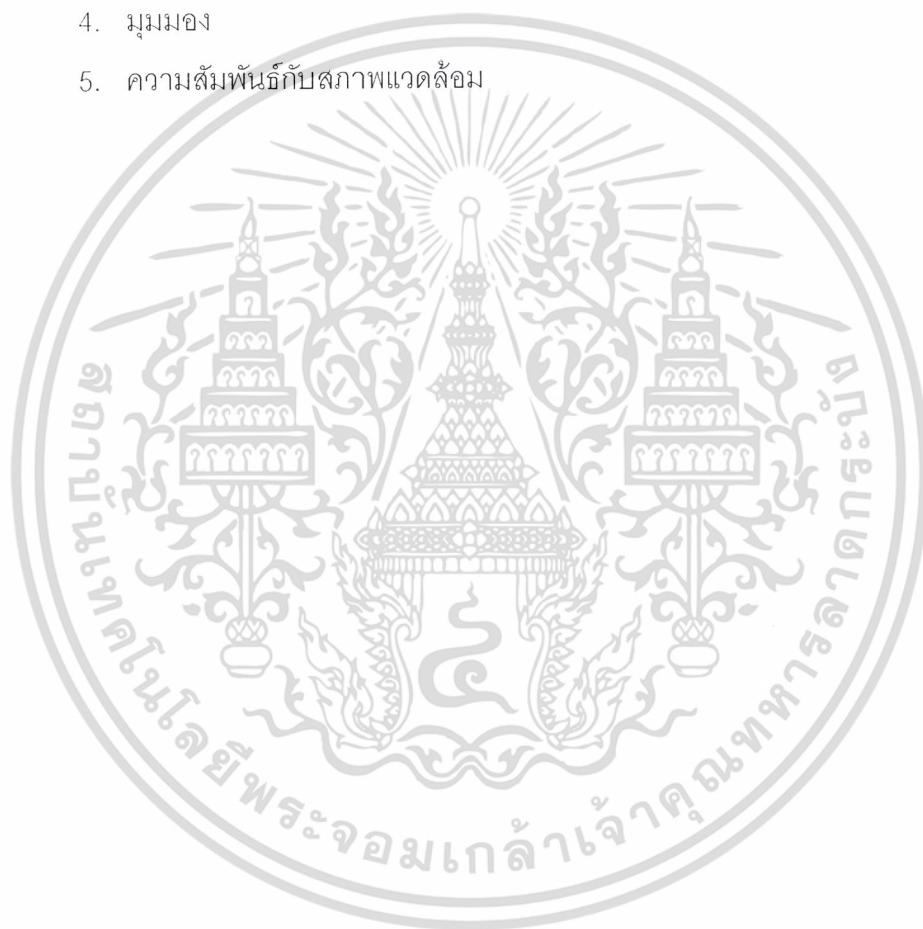 4. มุมมอง
5. ความสัมพันธ์กับสภาพแวดล้อม
สถาบันเทคโนโลยีพระจอมเกล้าเจ้าคุณทหารลาดกระบัง
๔